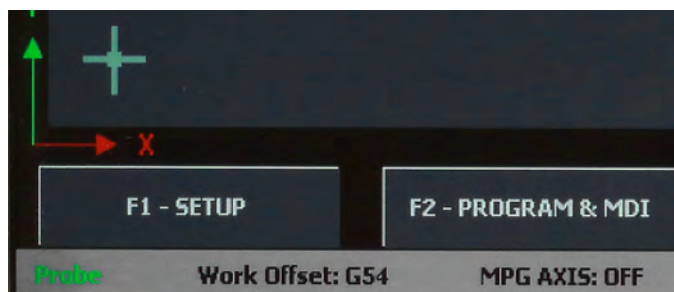 X
F1 - SETUP
F2 - PROGRAM & MDI
Probe
Work Offset: G54
MPG AXIS: OFF